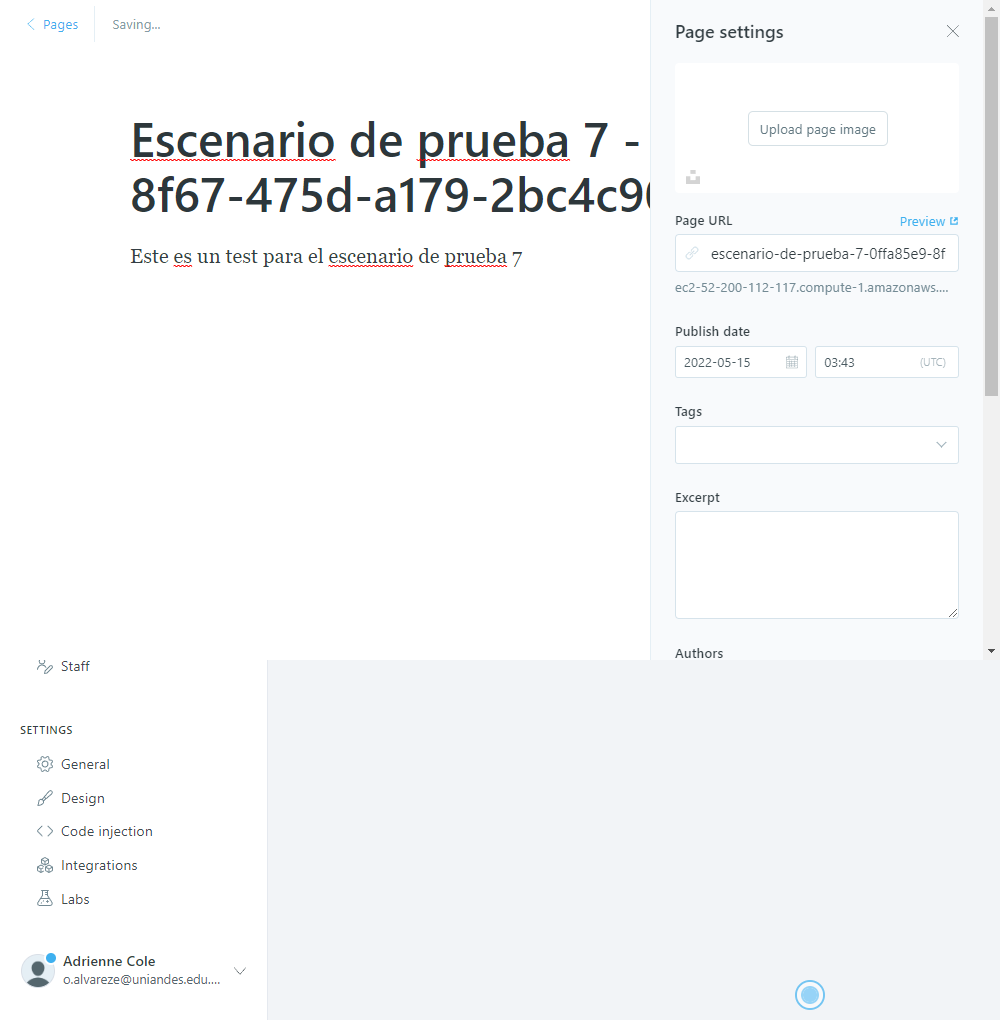 Pages
Saving...
Page settings
Upload page image
Escenario de prueba 7 -
8f67-475d-a179-2bc4c90
Este es un test para el escenario de prueba 7
Page URL
Preview
escenario-de-prueba-7-0ffa85e9-8f
ec2-52-200-112-117.compute-1.amazonaws....
Publish date
2022-05-15
03:43
(UTC)
Tags
Excerpt
Authors
Staff
SETTINGS
General
Design
Code injection
Integrations
Labs
Adrienne Cole
o.alvareze@uniandes.edu....